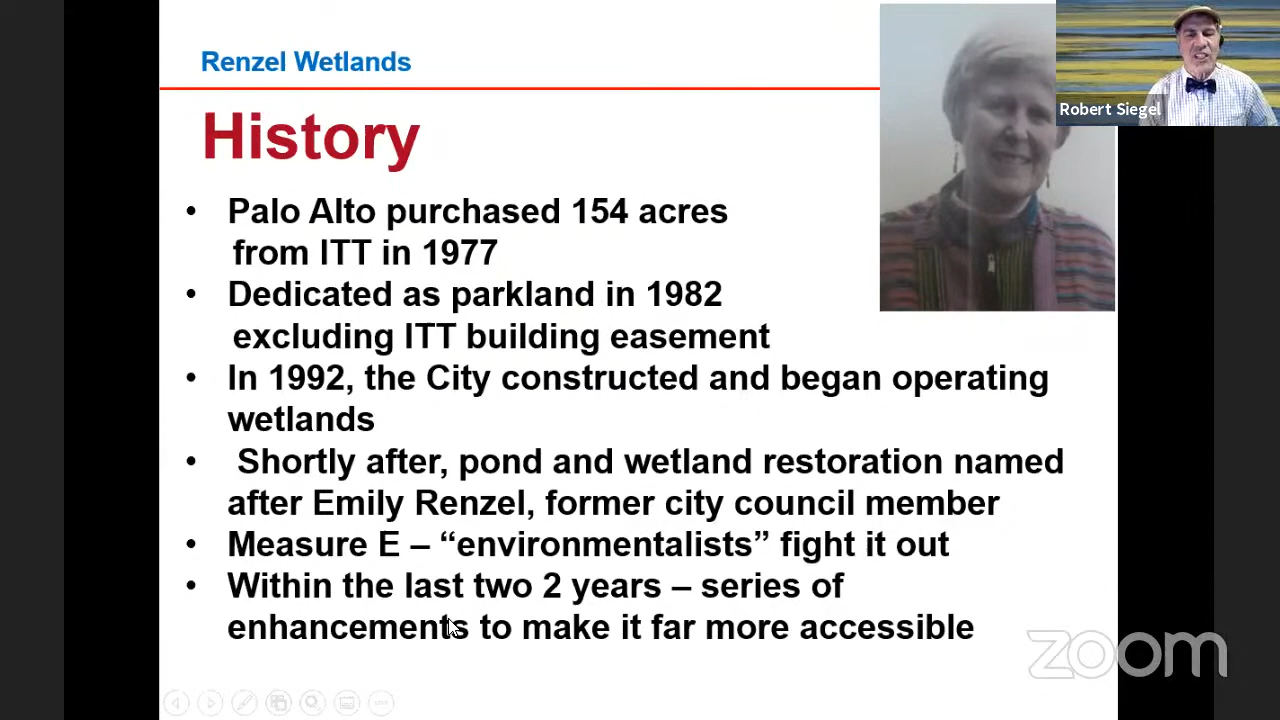 Renzel Wetlands
Robert Siegel
History
• Palo Alto purchased 154 acres
from ITT in 1977
• Dedicated as parkland in 1982
excluding ITT building easement
• In 1992, the City constructed and began operating
wetlands
• Shortly after, pond and wetland restoration named
after Emily Renzel, former city council member
• Measure E – “environmentalists” fight it out
• Within the last two 2 years – series of
enhancements to make it far more accessible
zoom